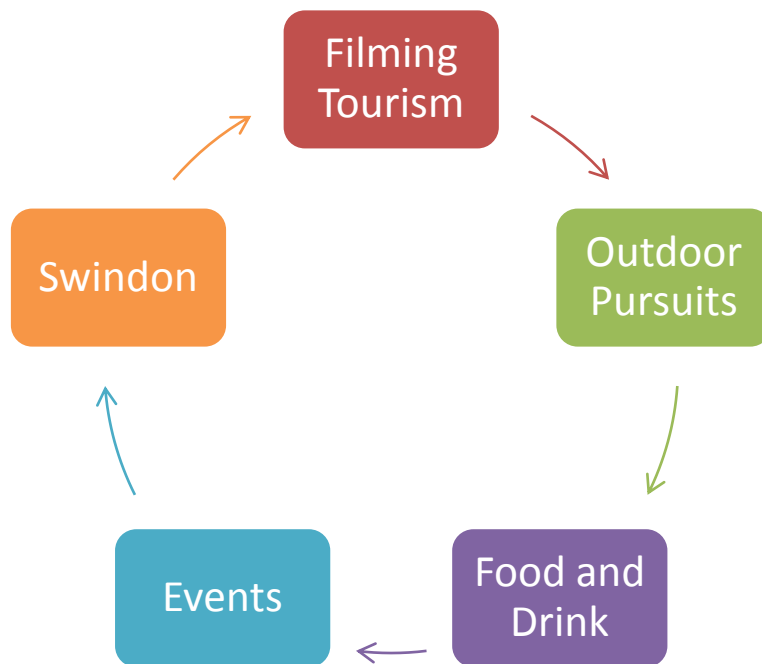 Filming
Tourism
Outdoor
Pursuits
Food and
Drink
Events
Swindon